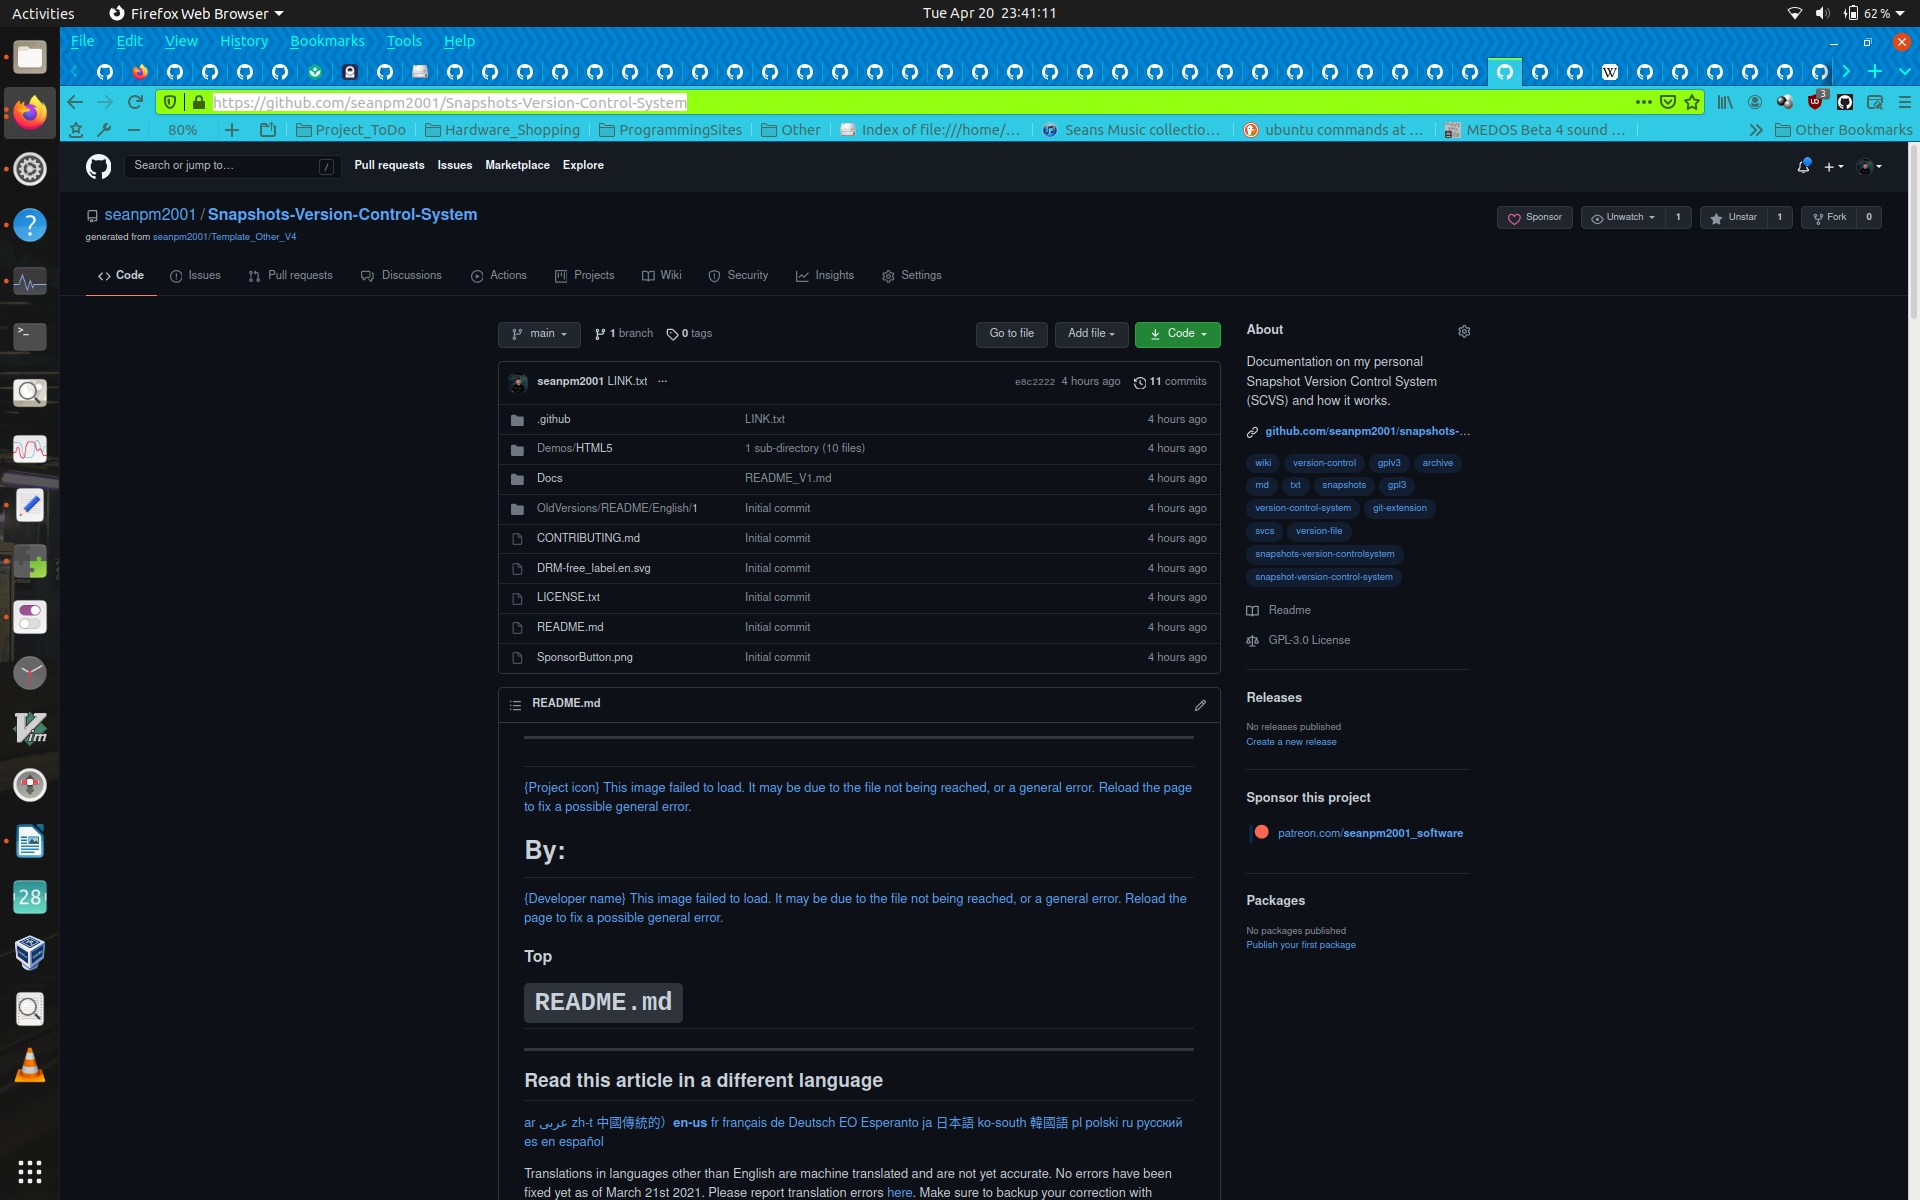 Activities Firefox Web Browser Tue Apr 20 23:41:11 62 %
File Edit View History Bookmarks Tools Help
https://github.com/seanpm2001/Snapshots-Version-Control-System 3
80% Project_ToDo Hardware_Shopping ProgrammingSites Other Index of file:///home/… Seans Music collectio… ubuntu commands at … MEDOS Beta 4 sound … Other Bookmarks
Search or jump to… / Pull requests Issues Marketplace Explore
seanpm2001 / Snapshots-Version-Control-System Sponsor Unwatch 1 Unstar 1 Fork 0
generated from seanpm2001/Template_Other_V4
Code Issues Pull requests Discussions Actions Projects Wiki Security Insights Settings
main 1 branch 0 tags Go to file Add file Code
seanpm2001 LINK.txt ... e8c2222 4 hours ago 11 commits
.github LINK.txt 4 hours ago
Demos/HTML5 1 sub-directory (10 files) 4 hours ago
Docs README_V1.md 4 hours ago
OldVersions/README/English/1 Initial commit 4 hours ago
CONTRIBUTING.md Initial commit 4 hours ago
DRM-free_label.en.svg Initial commit 4 hours ago
LICENSE.txt Initial commit 4 hours ago
README.md Initial commit 4 hours ago
SponsorButton.png Initial commit 4 hours ago
README.md
{Project icon} This image failed to load. It may be due to the file not being reached, or a general error. Reload the page
to fix a possible general error.
By:
{Developer name} This image failed to load. It may be due to the file not being reached, or a general error. Reload the
page to fix a possible general error.
Top
README.md
Read this article in a different language
ar عربى zh-t 中國傳統的） en-us fr français de Deutsch EO Esperanto ja 日本語 ko-south 韓國語 pl polski ru русский
es en español
Translations in languages other than English are machine translated and are not yet accurate. No errors have been
fixed yet as of March 21st 2021. Please report translation errors here. Make sure to backup your correction with
About
Documentation on my personal
Snapshot Version Control System
(SCVS) and how it works.
github.com/seanpm2001/snapshots-…
wiki version-control gplv3 archive
md txt snapshots gpl3
version-control-system git-extension
svcs version-file
snapshots-version-controlsystem
snapshot-version-control-system
Readme
GPL-3.0 License
Releases
No releases published
Create a new release
Sponsor this project
patreon.com/seanpm2001_software
Packages
No packages published
Publish your first package
28